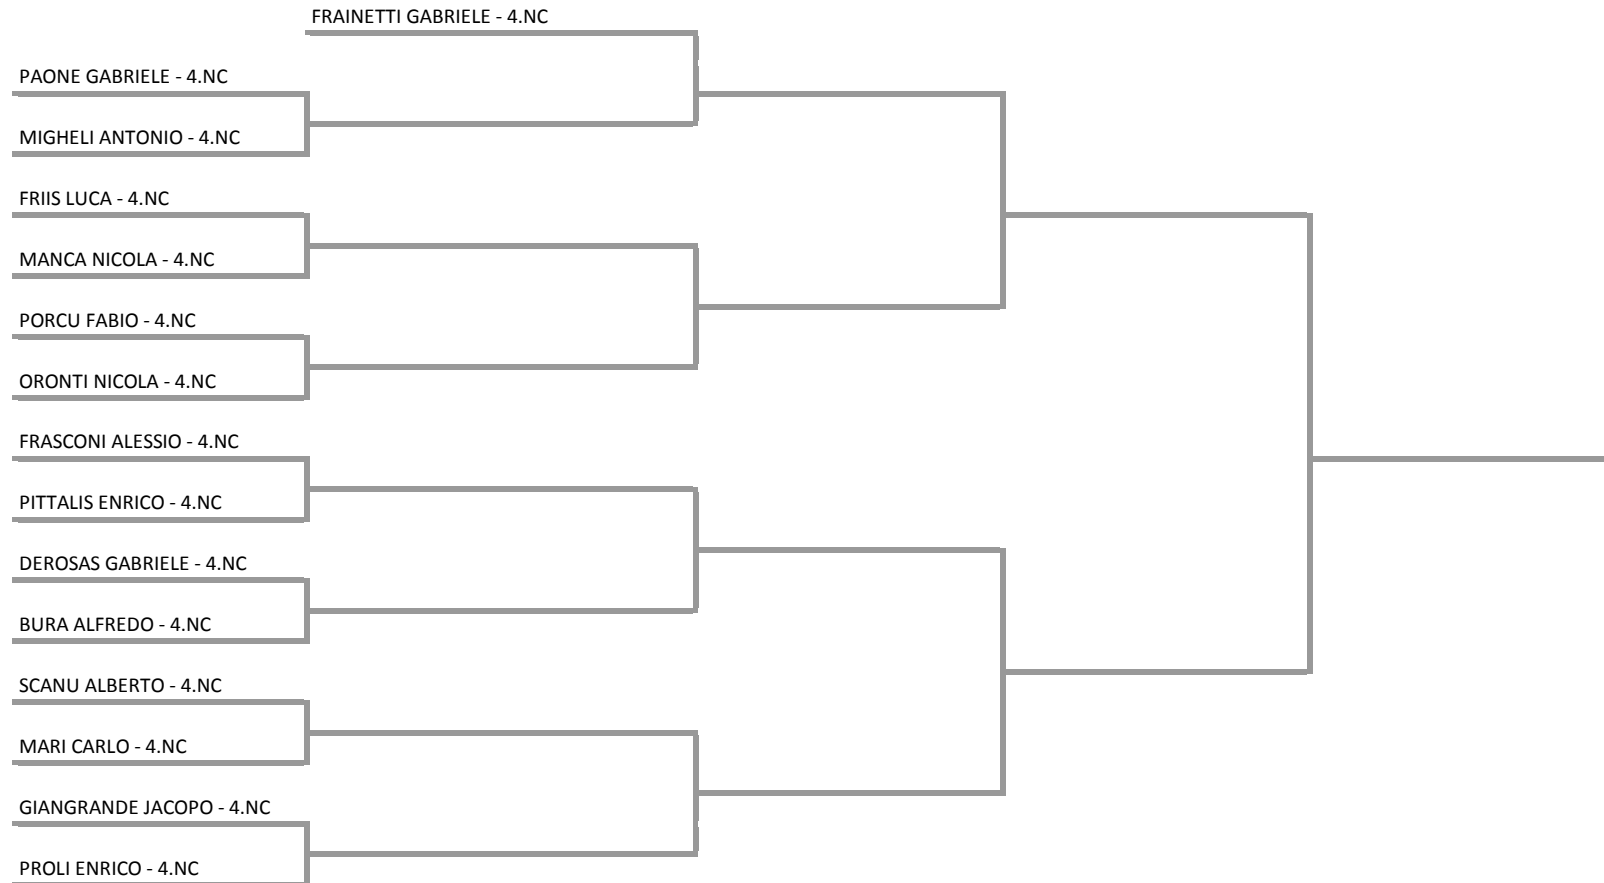 FRAINETTI GABRIELE - 4.NC
PAONE GABRIELE - 4.NC
MIGHELI ANTONIO - 4.NC
FRIIS LUCA - 4.NC
MANCA NICOLA - 4.NC
PORCU FABIO - 4.NC
ORONTI NICOLA - 4.NC
FRASCONI ALESSIO - 4.NC
PITTALIS ENRICO - 4.NC
DEROSAS GABRIELE - 4.NC
BURA ALFREDO - 4.NC
SCANU ALBERTO - 4.NC
MARI CARLO - 4.NC
GIANGRANDE JACOPO - 4.NC
PROLI ENRICO - 4.NC